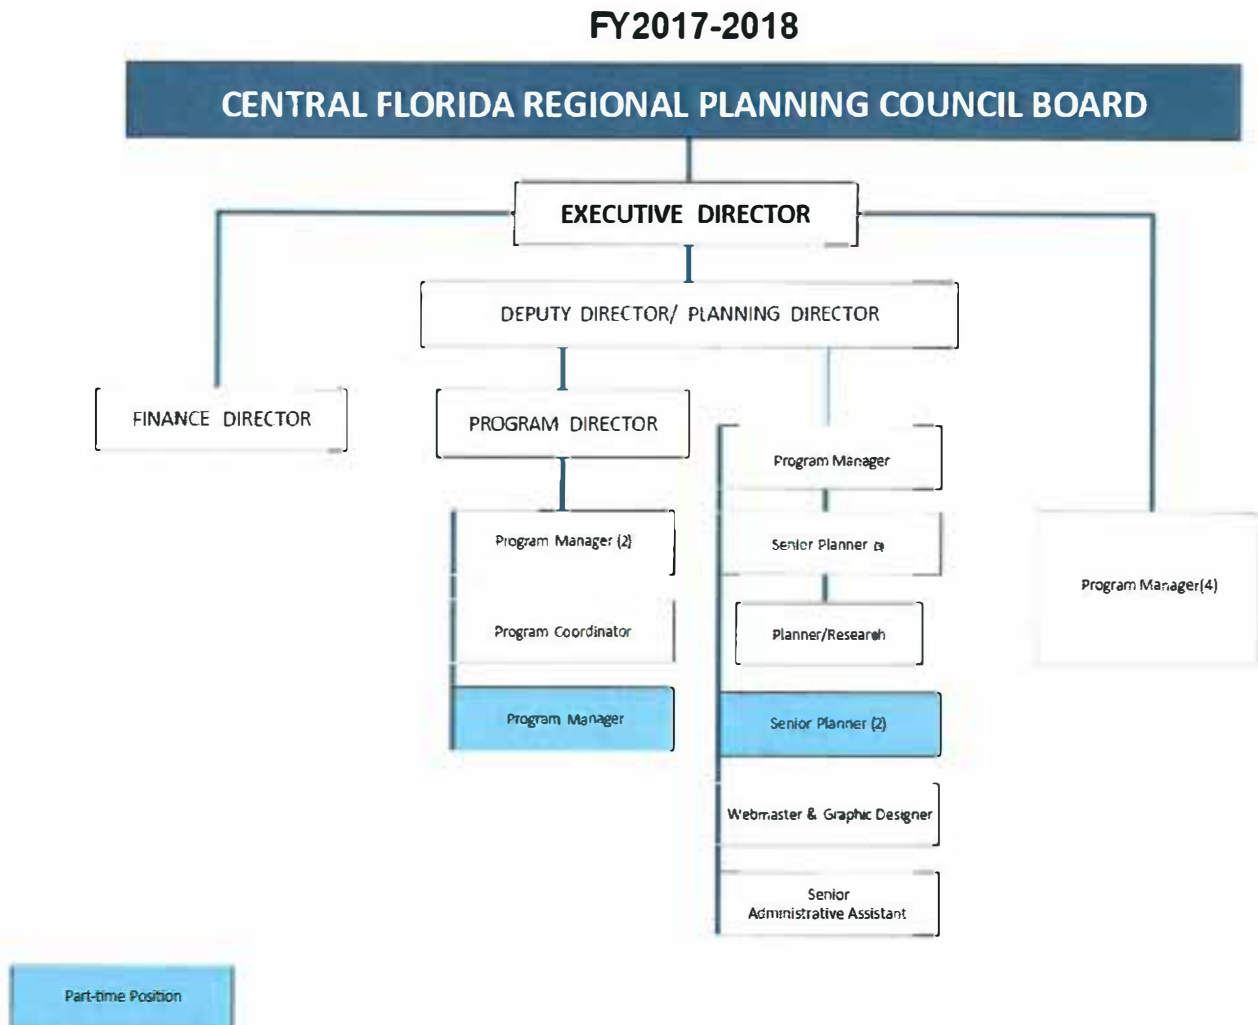 FY2017-2018
CENTRAL FLORIDA REGIONAL PLANNING COUNCIL BOARD
EXECUTIVE DIRECTOR
DEPUTY DIRECTOR/ PLANNING DIRECTOR
FINANCE DIRECTOR
PROGRAM DIRECTOR
Program Manager (2)
Program Coordinator
Program Manager
Program Manager
Senior Planner
Planner/Research
Senior Planner (2)
Webmaster & Graphic Designer
Senior
Administrative Assistant
Program Manager(4)
Part-time Position